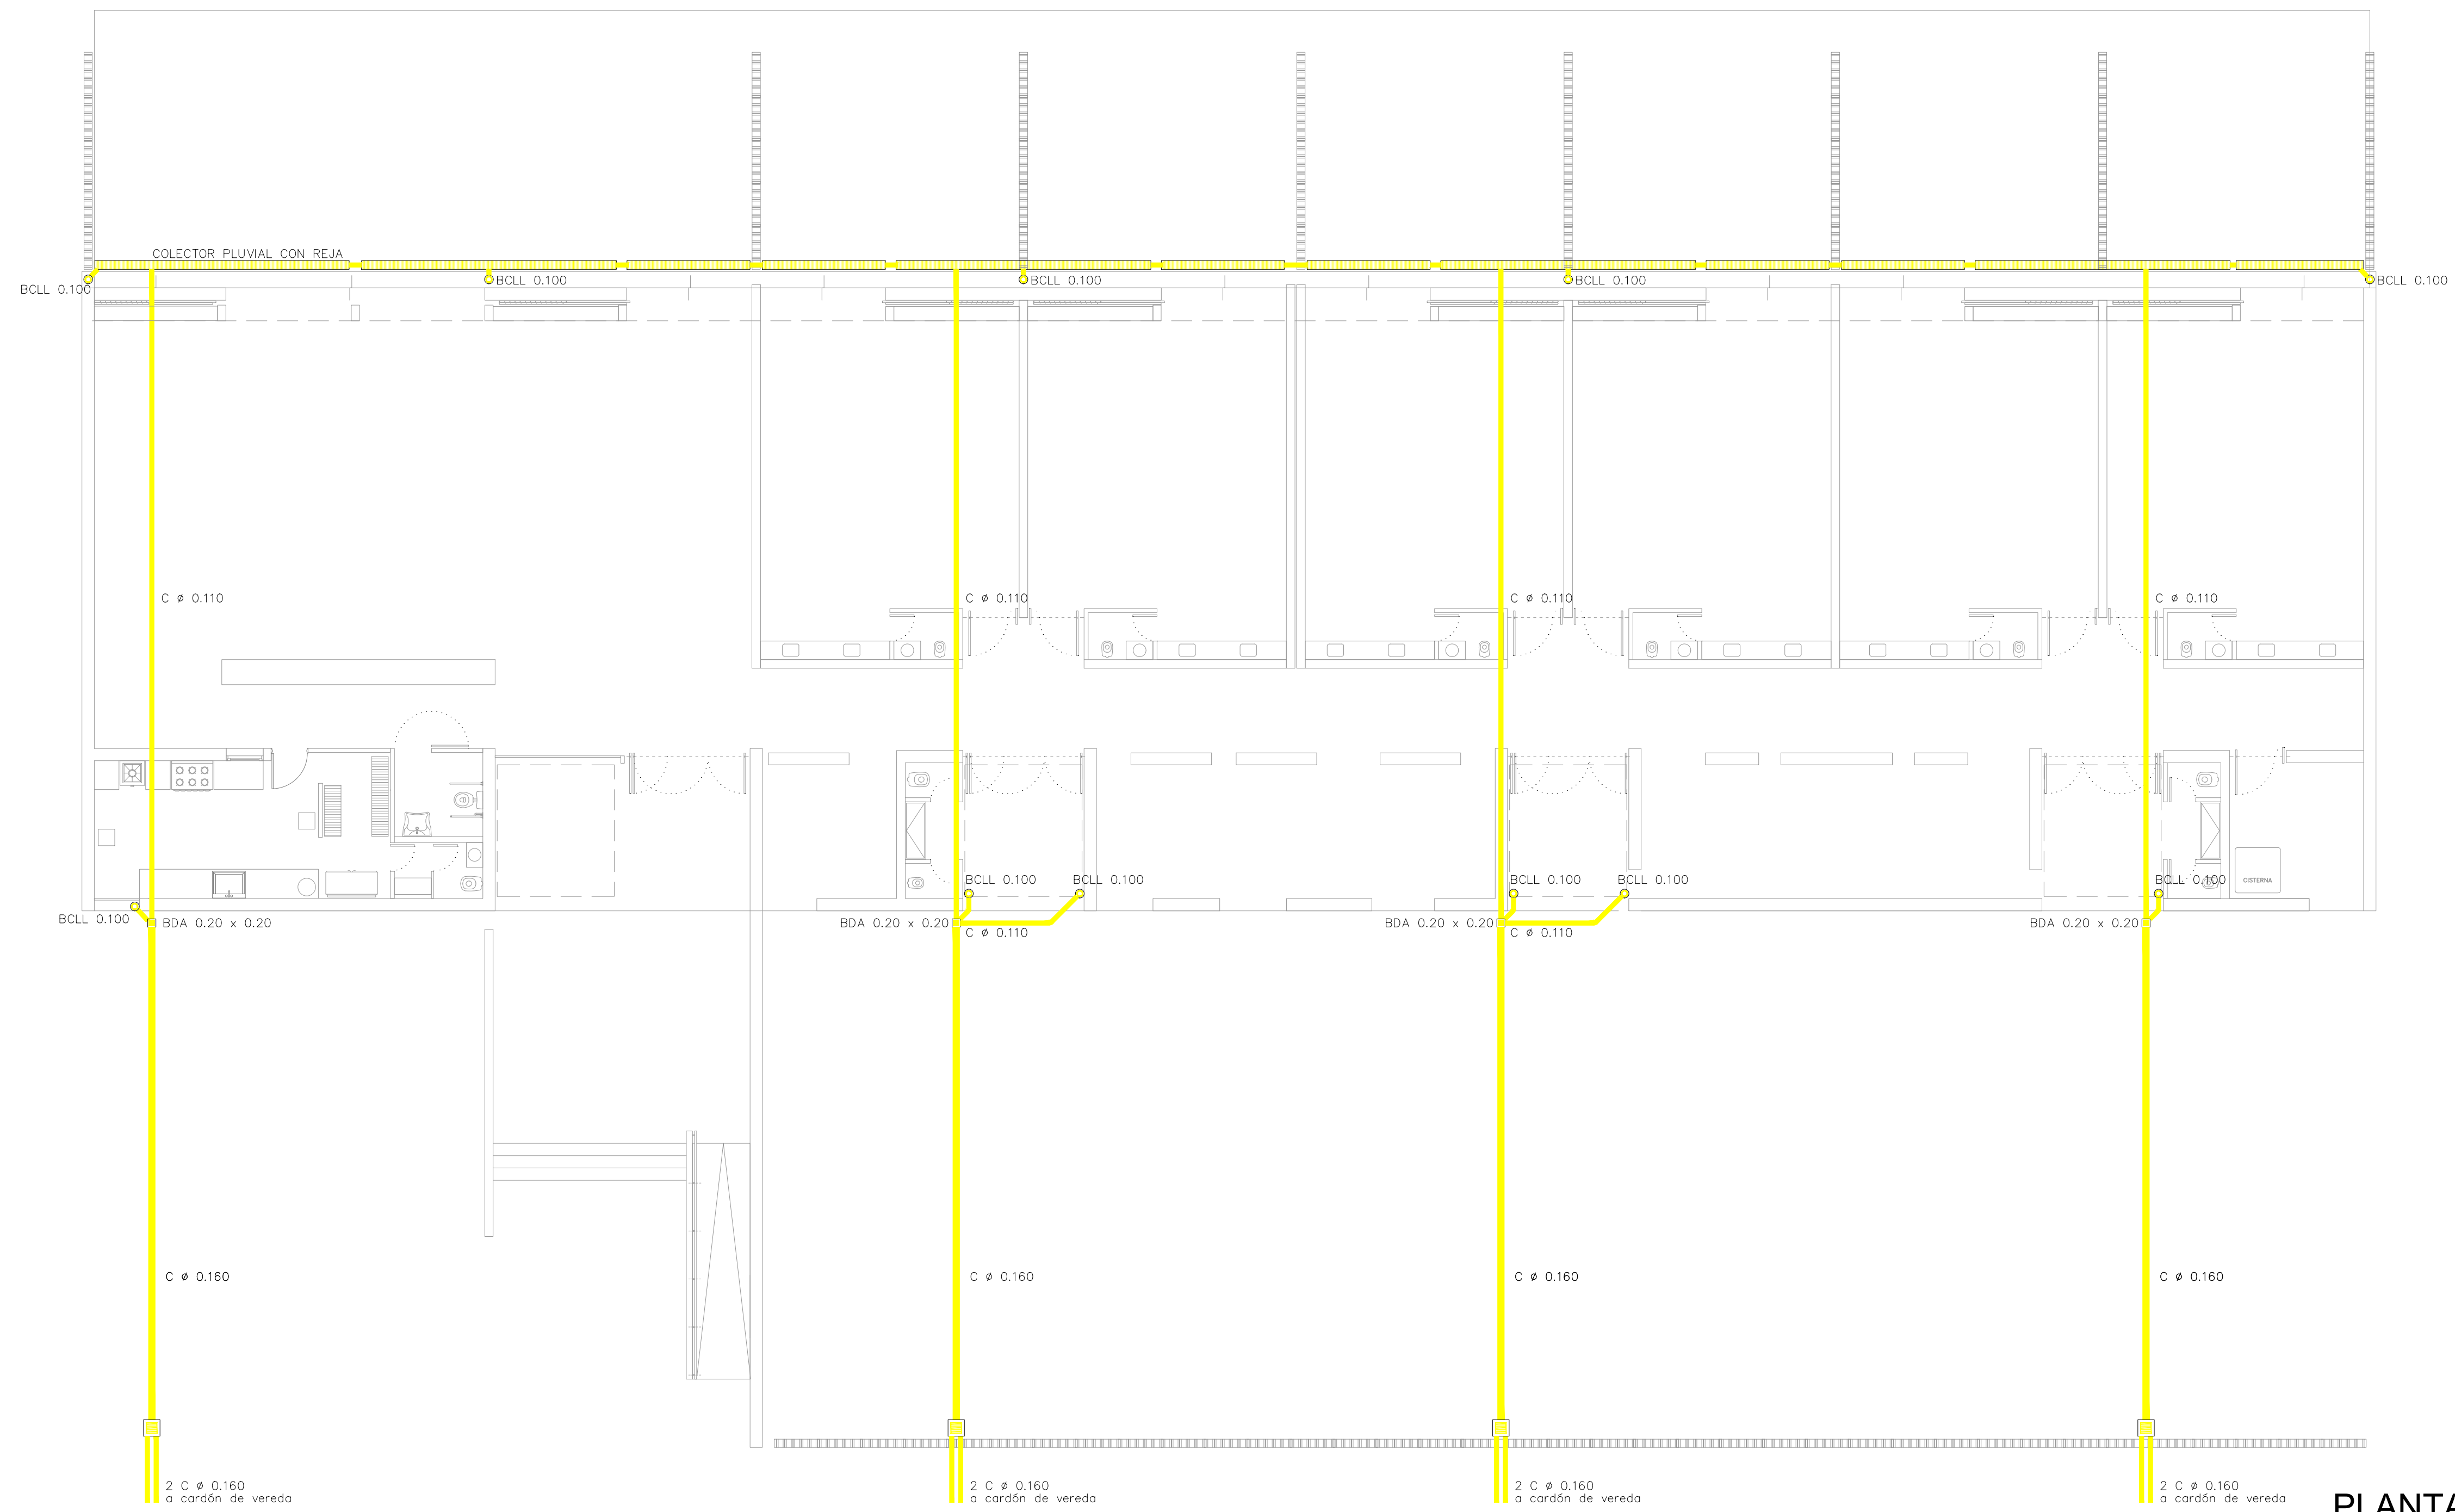 COLECTOR PLUVIAL CON REJA
BCLL 0.100
BCLL 0.100
BCLL 0.100
BCLL 0.100
BCLL 0.100
C ø 0.110
C ø 0.110
C ø 0.110
C ø 0.110
BCLL 0.100
BCLL 0.100
BCLL 0.100
BCLL 0.100
BCLL 0.100
CISTERNA
BCLL 0.100
BDA 0.20 x 0.20
BDA 0.20 x 0.20
BDA 0.20 x 0.20
BDA 0.20 x 0.20
C ø 0.110
C ø 0.110
C ø 0.160
C ø 0.160
C ø 0.160
C ø 0.160
2 C ø 0.160
a cardón de vereda
2 C ø 0.160
a cardón de vereda
2 C ø 0.160
a cardón de vereda
2 C ø 0.160
a cardón de vereda
PLANTA